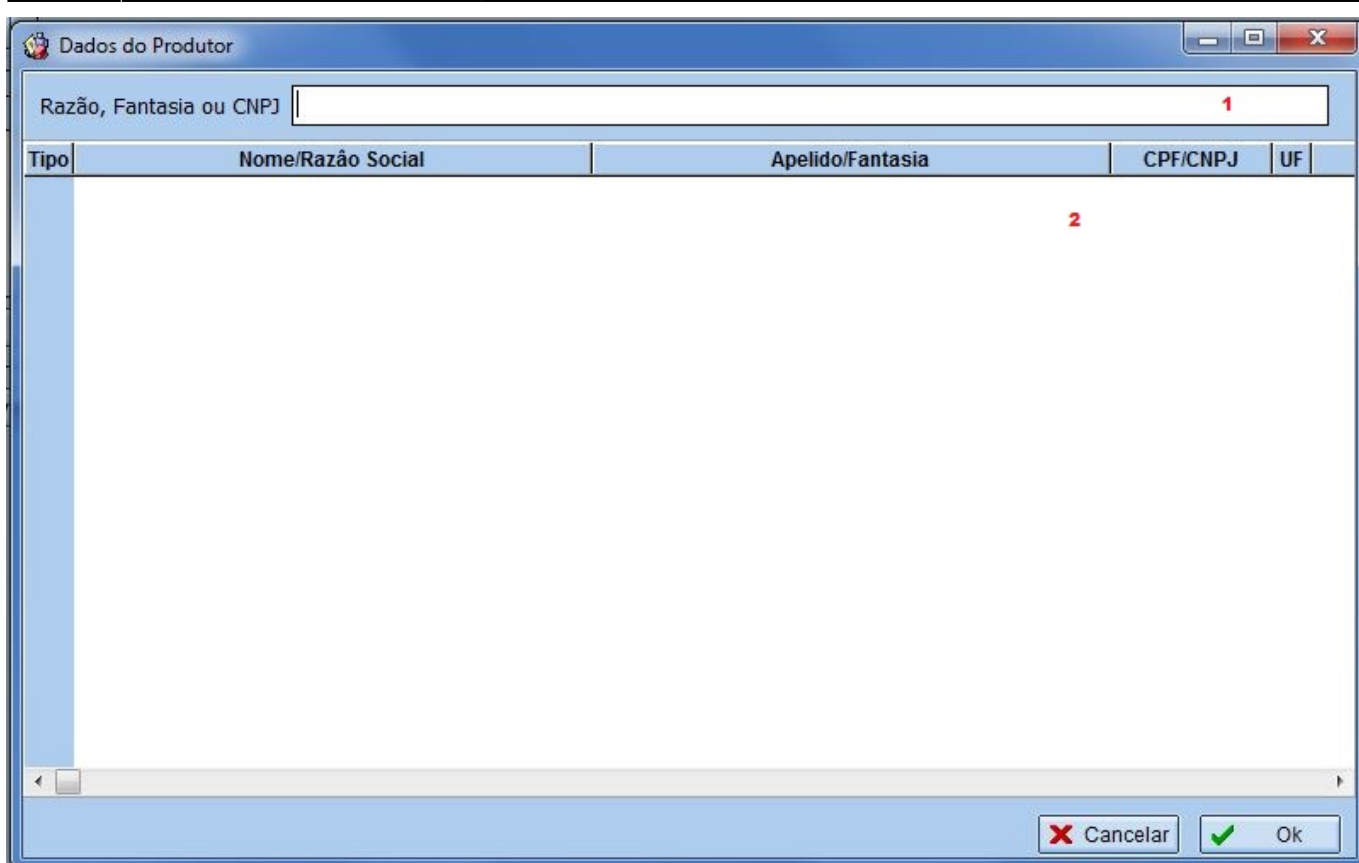 Dados do Produtor
Razão, Fantasia ou CNPJ 1
Tipo Nome/Razâo Social Apelido/Fantasia CPF/CNPJ UF
2
Cancelar Ok